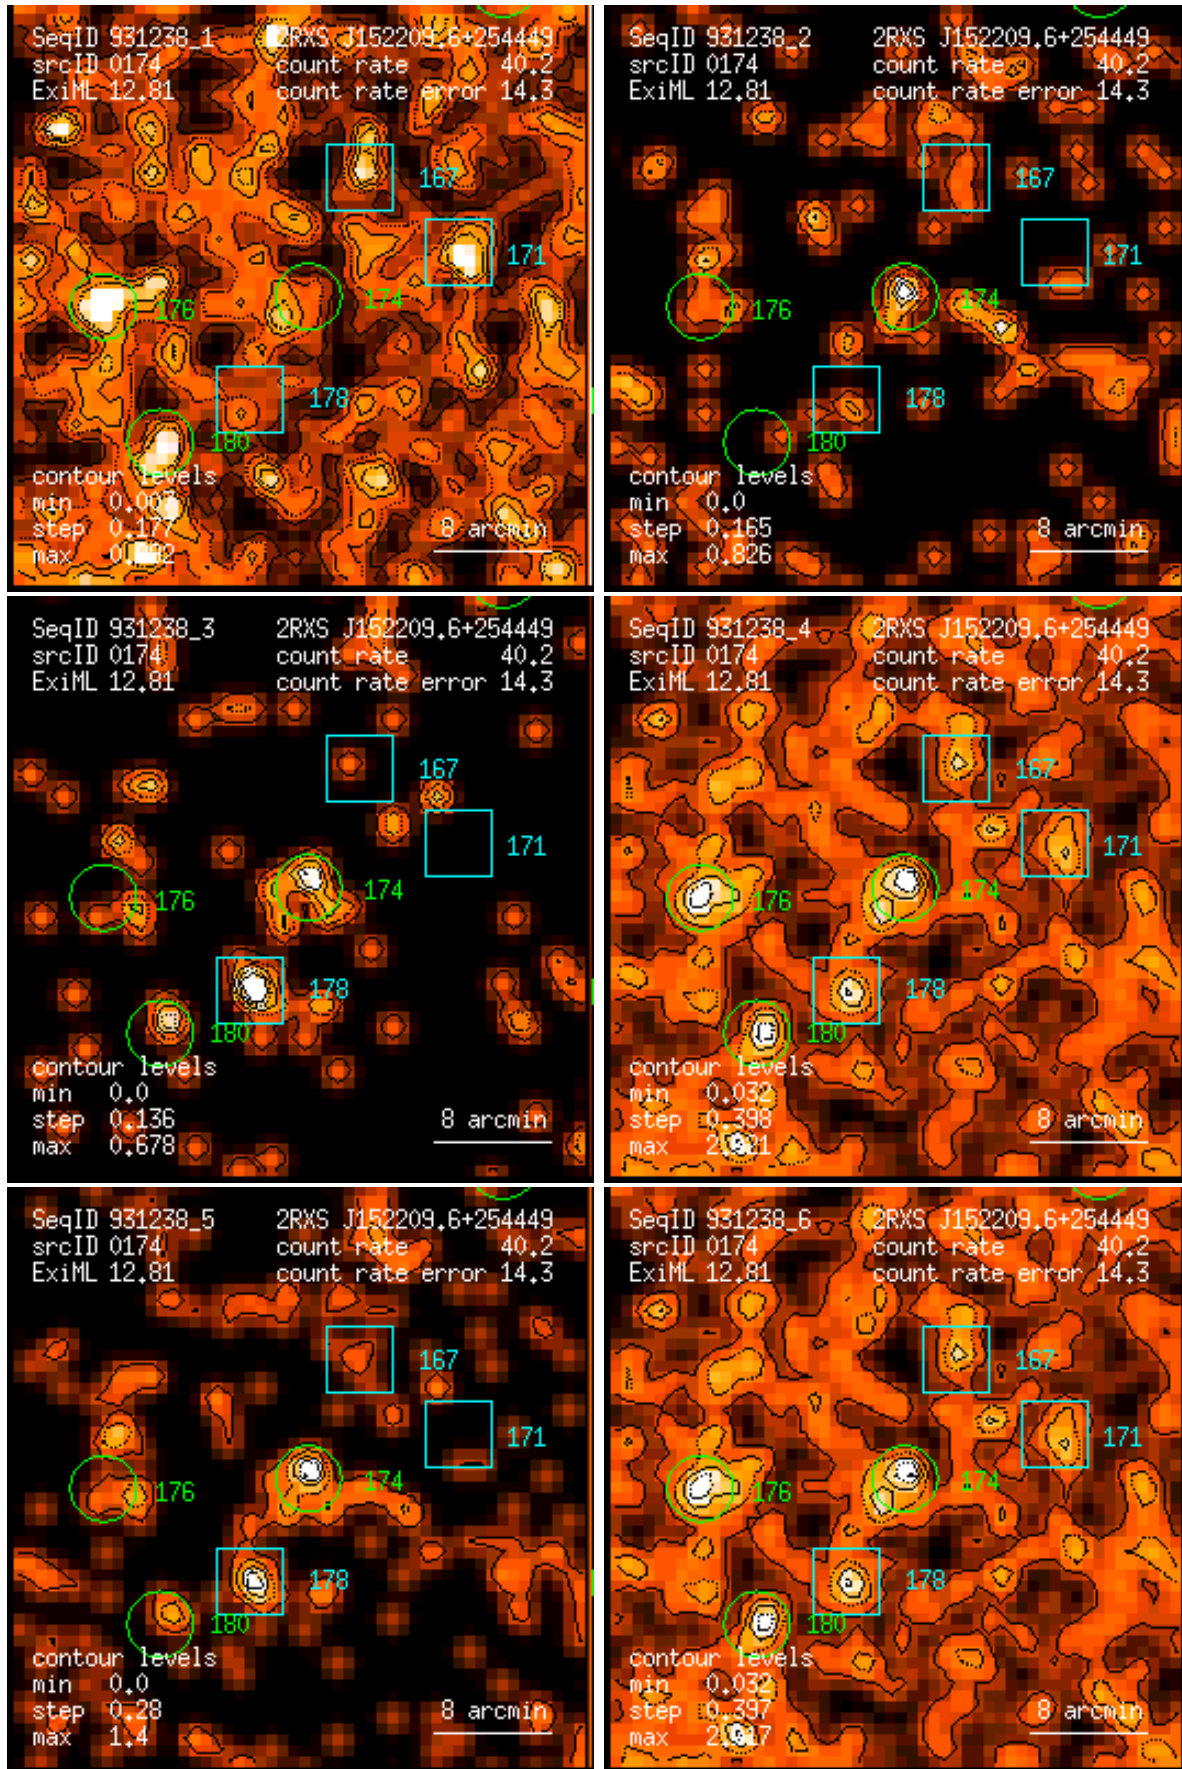 SeqID 931238_1 2RXS J152209.6+254449
srcID 0174 count rate 40.2
ExiML 12.81 count rate error 14.3
167
171
176
174
178
180
contour levels
min 0.007
step 0.177
max
8 arcmin
SeqID 931238_2 2RXS J152209.6+254449
srcID 0174 count rate 40.2
ExiML 12.81 count rate error 14.3
167
171
176
174
178
180
contour levels
min 0.0
step 0.165
max 0.826
8 arcmin
SeqID 931238_3 2RXS J152209.6+254449
srcID 0174 count rate 40.2
ExiML 12.81 count rate error 14.3
167
171
174
176
178
180
contour levels
min 0.0
step 0.136
max 0.678
8 arcmin
SeqID 931238_4 2RXS J152209.6+254449
srcID 0174 count rate 40.2
ExiML 12.81 count rate error 14.3
167
171
174
176
178
180
contour levels
min 0.032
step 0.398
max
8 arcmin
SeqID 931238_5 2RXS J152209.6+254449
srcID 0174 count rate 40.2
ExiML 12.81 count rate error 14.3
167
171
174
176
178
180
contour levels
min 0.0
step 0.28
max 1.4
8 arcmin
SeqID 931238_6 2RXS J152209.6+254449
srcID 0174 count rate 40.2
ExiML 12.81 count rate error 14.3
167
171
174
176
178
180
contour levels
min 0.032
step 0.397
max
8 arcmin